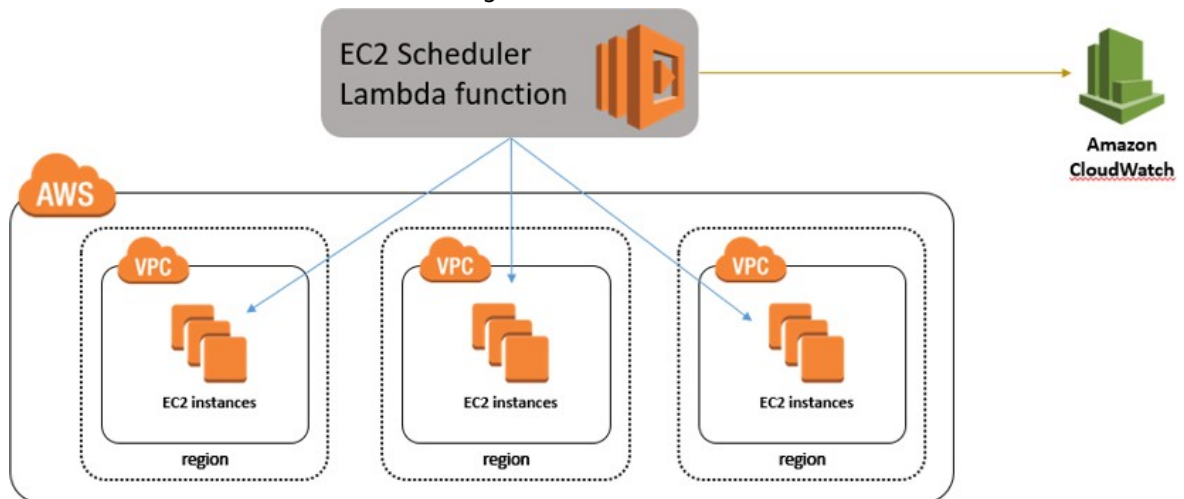 EC2 Scheduler
Lambda function
Amazon
CloudWatch
AWS
VPC
VPC
VPC
EC2 instances
EC2 instances
EC2 instances
region
region
region